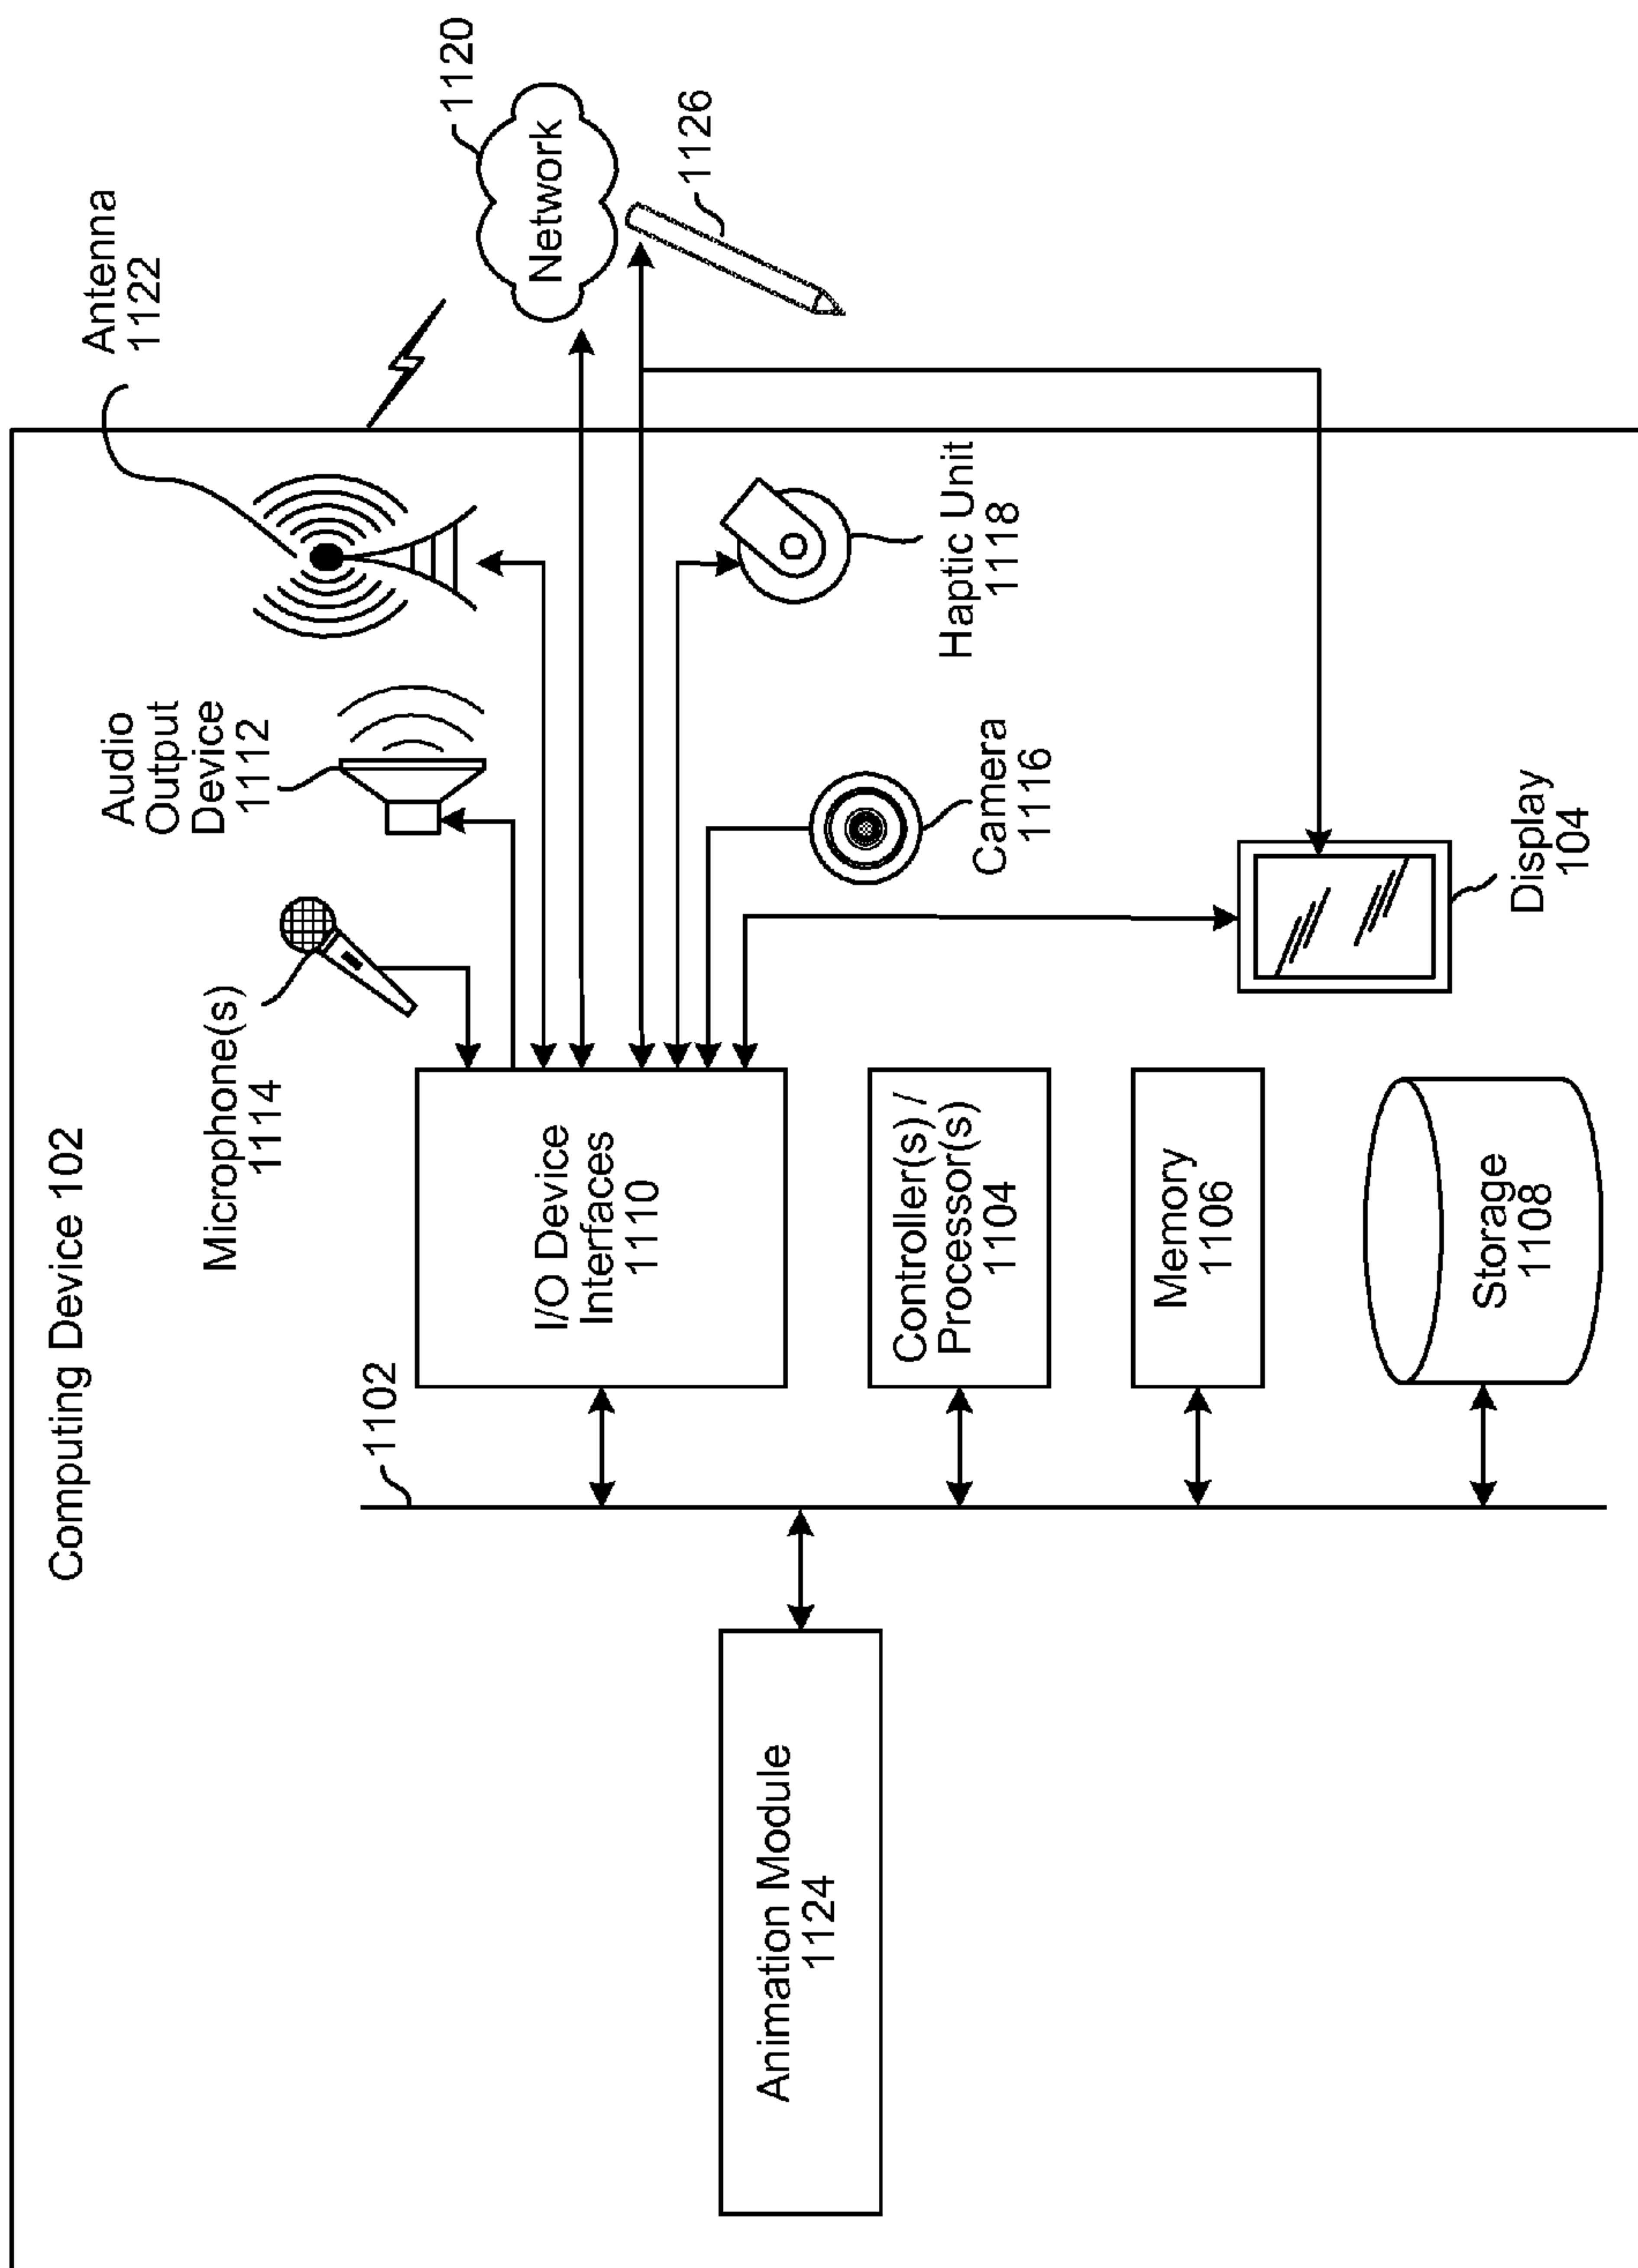 Computing Device 102
Microphone(s)
1114
Audio
Output
Device
1112
Antenna
1122
1120
Network
1126
1102
I/O Device
Interfaces
1110
Haptic Unit
1118
Camera
1116
Animation Module
1124
Controller(s) /
Processor(s)
1104
Memory
1106
Storage
1108
Display
104